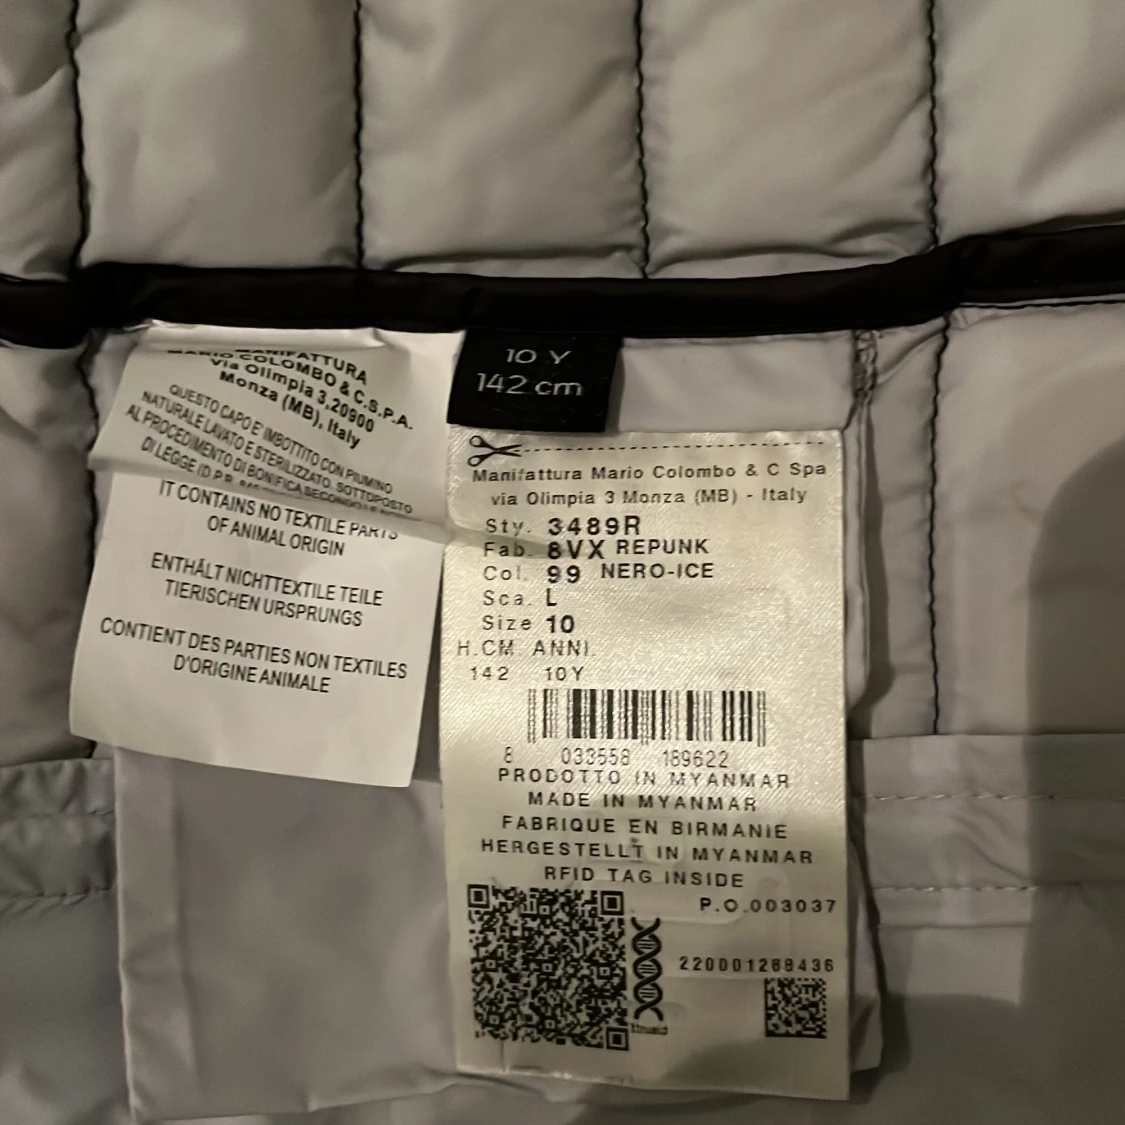 MANIFATTURA
MARIO COLOMBO & C.S.P.A.
Via Olimpia 3,20900
Monza (MB), Italy
QUESTO CAPO E' IMBOTTITO CON PIUMINO
NATURALE LAVATO E STERILIZZATO. SOTTOPOSTO
AL PROCEDIMENTO DI BONIFICA SECONDO LE NORME
DI LEGGE (D.P.R.
IT CONTAINS NO TEXTILE PARTS
OF ANIMAL ORIGIN
ENTHÄLT NICHTTEXTILE TEILE
TIERISCHEN URSPRUNGS
CONTIENT DES PARTIES NON TEXTILES
D'ORIGINE ANIMALE
10 Y
142 cm
Manifattura Mario Colombo & C Spa
via Olimpia 3 Monza (MB) - Italy
Sty. 3489R
Fab. 8VX REPUNK
Col. 99 NERO-ICE
Sca. L
Size 10
H.CM. ANNI.
142 10Y
8 033558 189622
PRODOTTO IN MYANMAR
MADE IN MYANMAR
FABRIQUE EN BIRMANIE
HERGESTELLT IN MYANMAR
RFID TAG INSIDE
P.O.003037
220001268436